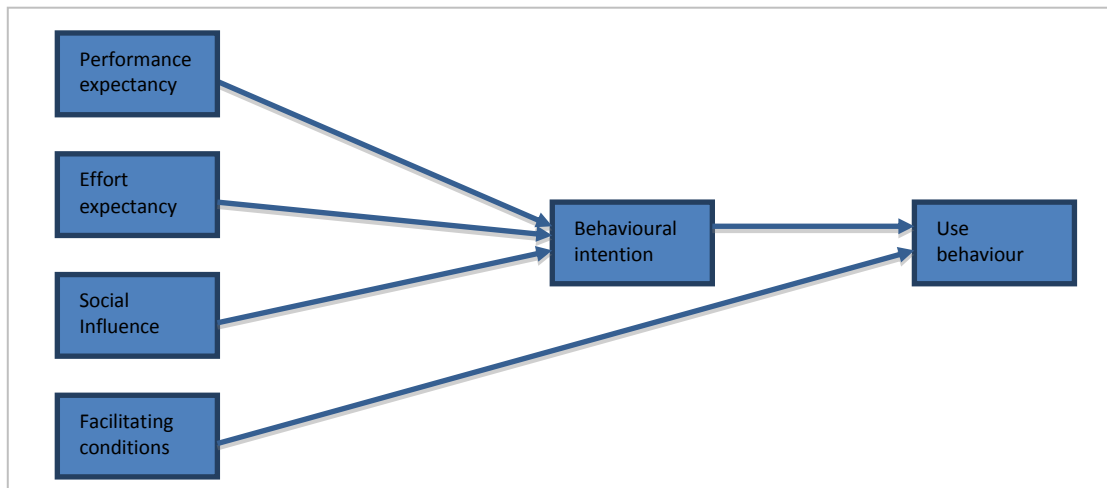 Performance
expectancy
Effort
expectancy
Social
Influence
Facilitating
conditions
Behavioural
intention
Use
behaviour